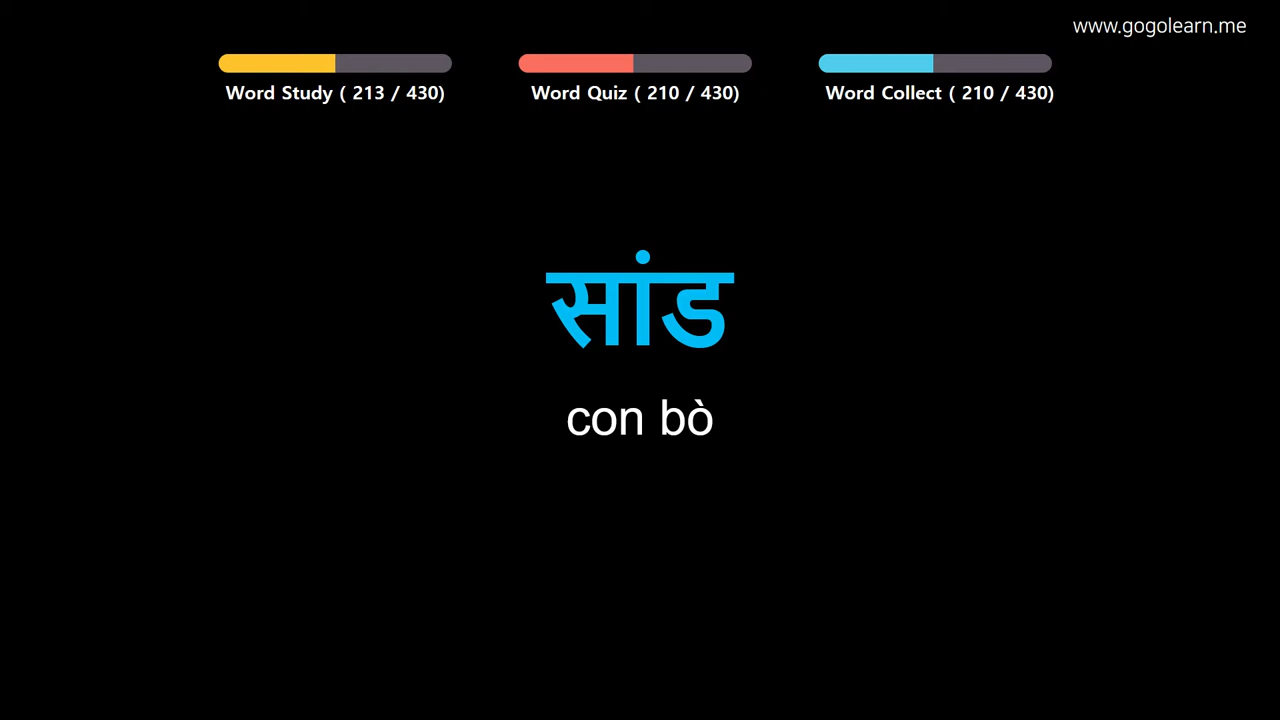 www.gogolearn.me
Word Study ( 213 / 430)
Word Quiz ( 210 / 430)
Word Collect ( 210 / 430)
सांड
con bò